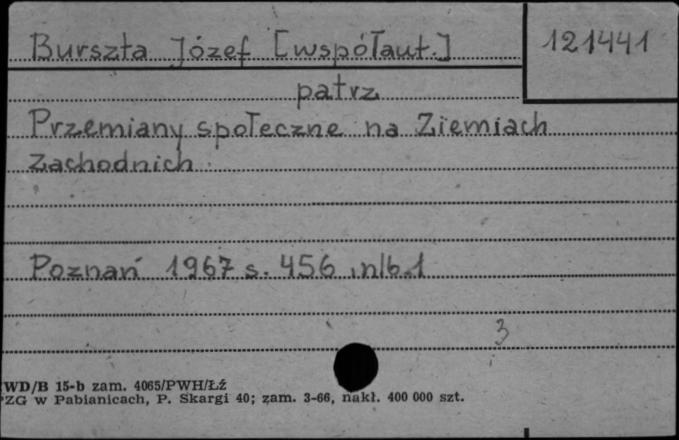 Burszta Józef [współaut.]
121441
patrz
Przemiany społeczne na Ziemiach
Zachodnich.
Poznań 1967 s. 456, nlb. 1
3
WD/B 15-b zam. 4065/PWH/Łź
PZG w Pabianicach, P. Skargi 40; zam. 3-66, nakł. 400 000 szt.